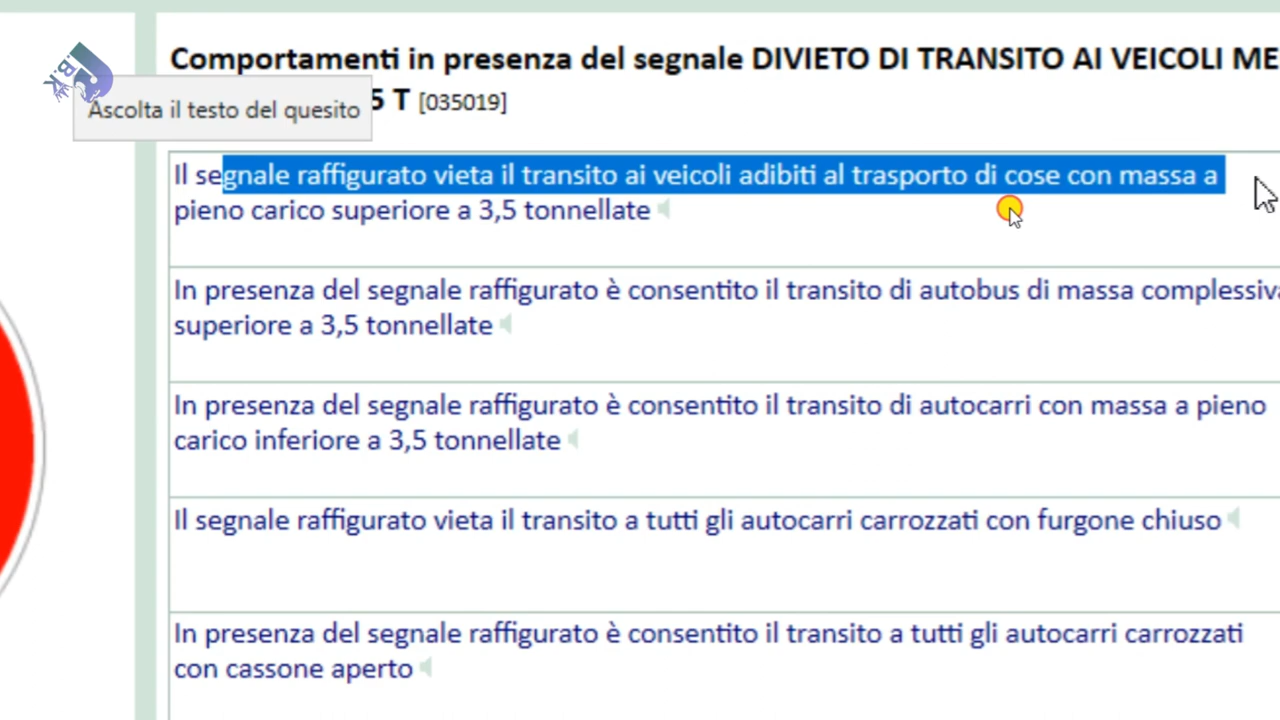 B.K
Comportamenti in presenza del segnale DIVIETO DI TRANSITO AI VEICOLI ME
5 T [035019]
Ascolta il testo del quesito
Il segnale raffigurato vieta il transito ai veicoli adibiti al trasporto di cose con massa a
pieno carico superiore a 3,5 tonnellate
In presenza del segnale raffigurato è consentito il transito di autobus di massa complessiva
superiore a 3,5 tonnellate
In presenza del segnale raffigurato è consentito il transito di autocarri con massa a pieno
carico inferiore a 3,5 tonnellate
Il segnale raffigurato vieta il transito a tutti gli autocarri carrozzati con furgone chiuso
In presenza del segnale raffigurato è consentito il transito a tutti gli autocarri carrozzati
con cassone aperto